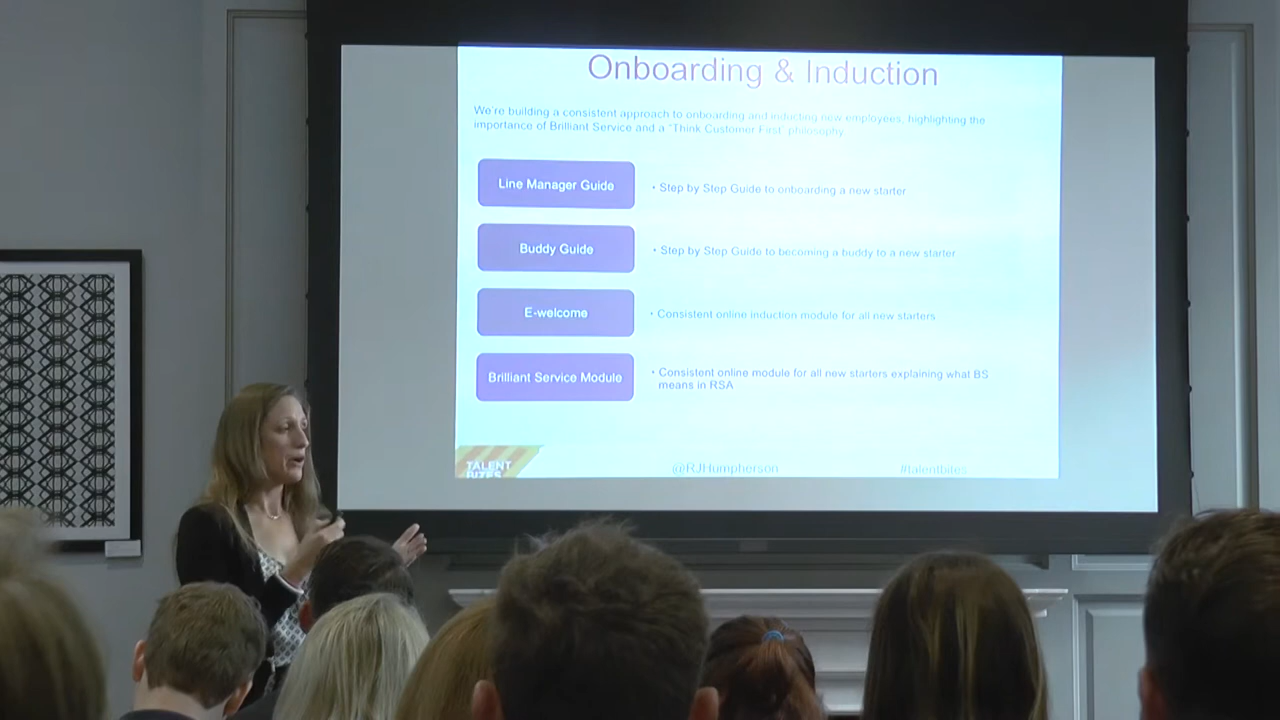 Onboarding & Induction
We're building a consistent approach to onboarding and inducting new employees, highlighting the
importance of Brilliant Service and a "Think Customer First" philosophy
Line Manager Guide
• Step by Step Guide to onboarding a new starter
Buddy Guide
• Step by Step Guide to becoming a buddy to a new starter
E-welcome
• Consistent online induction module for all new starters
Brilliant Service Module
• Consistent online module for all new starters explaining what BS
means in RSA
TALENT
BITES
@RJHumpherson
#talentbites